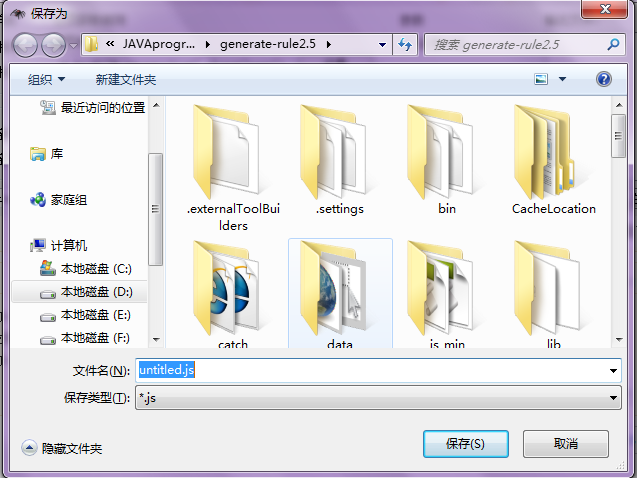 保存为
« JAVAprogr... ▸ generate-rule2.5 ▸
搜索 generate-rule2.5
组织
新建文件夹
最近访问的位置
库
家庭组
计算机
本地磁盘 (C:)
本地磁盘 (D:)
本地磁盘 (E:)
本地磁盘 (F:)
.externalToolBui
lders
.settings
bin
CacheLocation
catch
data
js_min
lib
文件名(N):
untitled.js
保存类型(T):
*.js
隐藏文件夹
保存(S)
取消